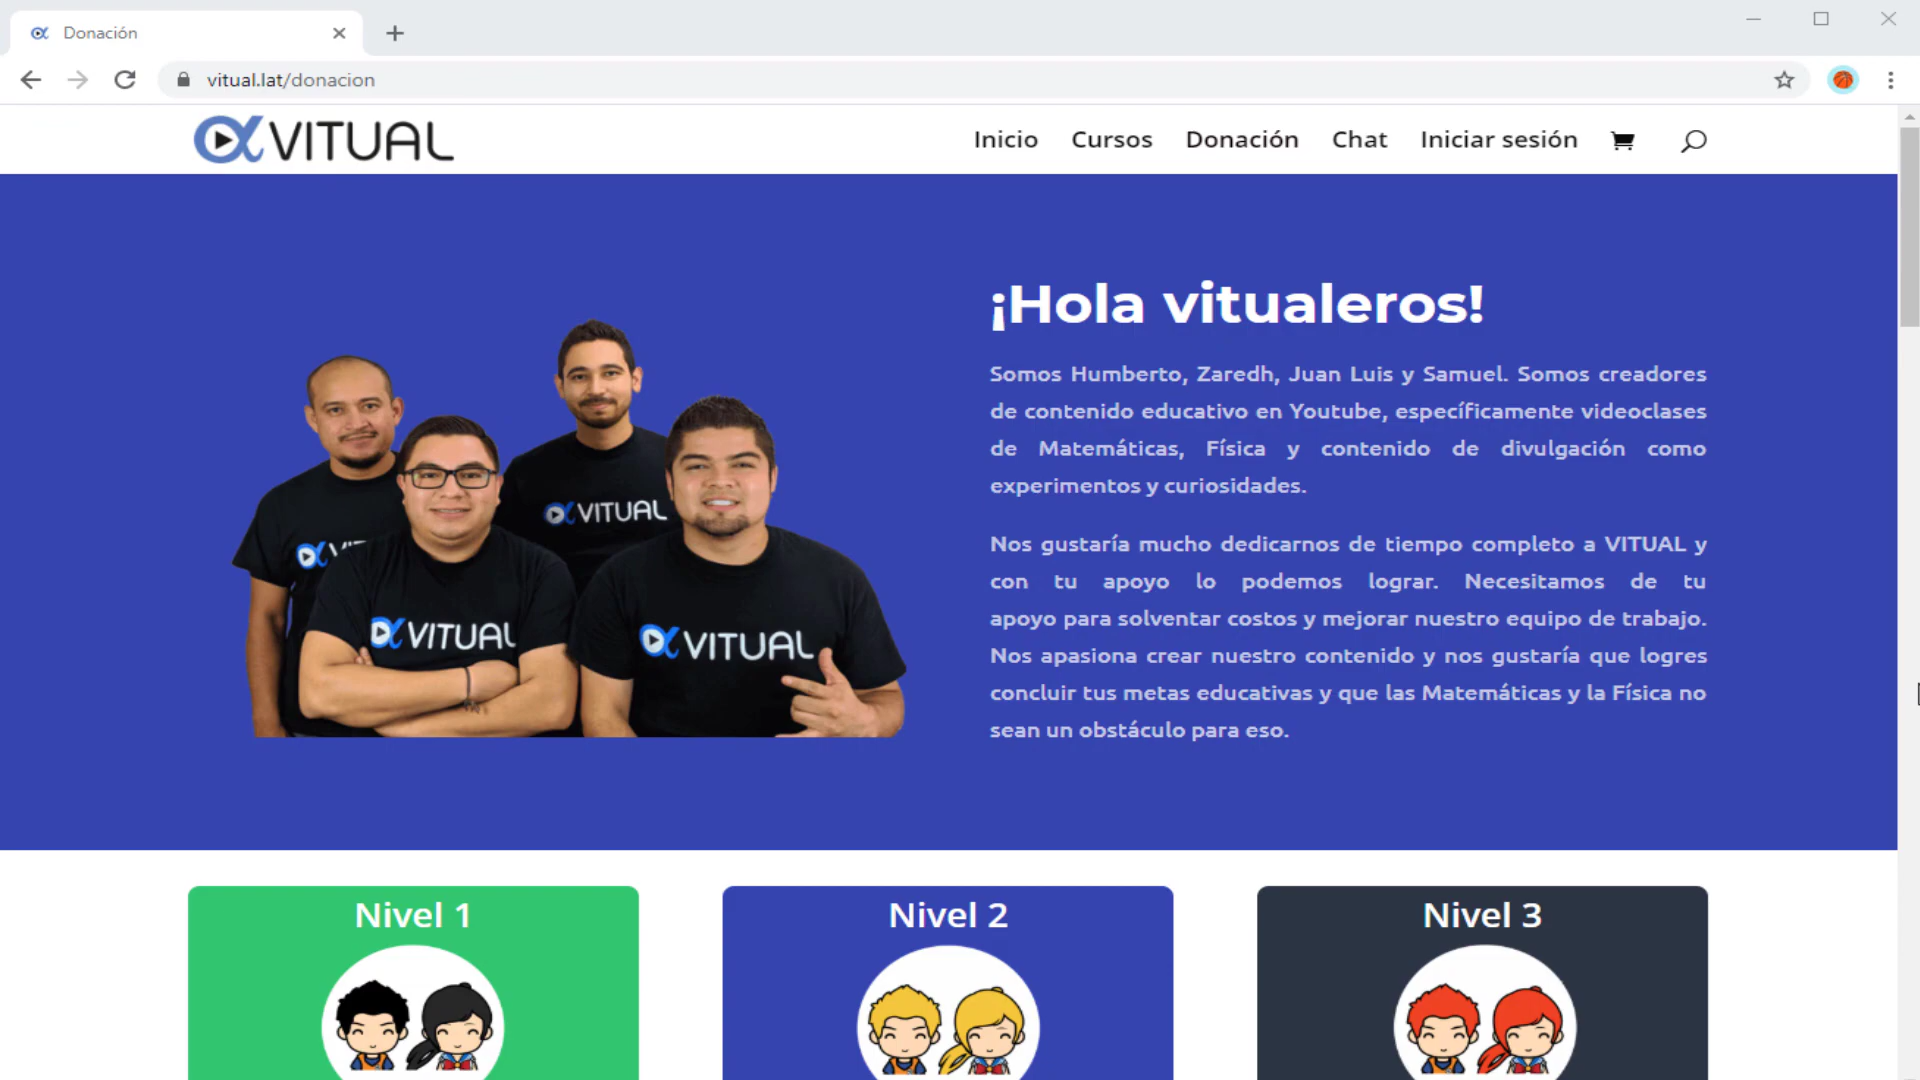 Donación
vitual.lat/donacion
VITUAL
Inicio Cursos Donación Chat Iniciar sesión
¡Hola vitualeros!
Somos Humberto, Zaredh, Juan Luis y Samuel. Somos creadores
de contenido educativo en Youtube, específicamente videoclases
de Matemáticas, Física y contenido de divulgación como
experimentos y curiosidades.
Nos gustaría mucho dedicarnos de tiempo completo a VITUAL y
con tu apoyo lo podemos lograr. Necesitamos de tu
apoyo para solventar costos y mejorar nuestro equipo de trabajo.
Nos apasiona crear nuestro contenido y nos gustaría que logres
concluir tus metas educativas y que las Matemáticas y la Física no
sean un obstáculo para eso.
VITUAL
VIT
VITUAL
VITUAL
Nivel 1
Nivel 2
Nivel 3